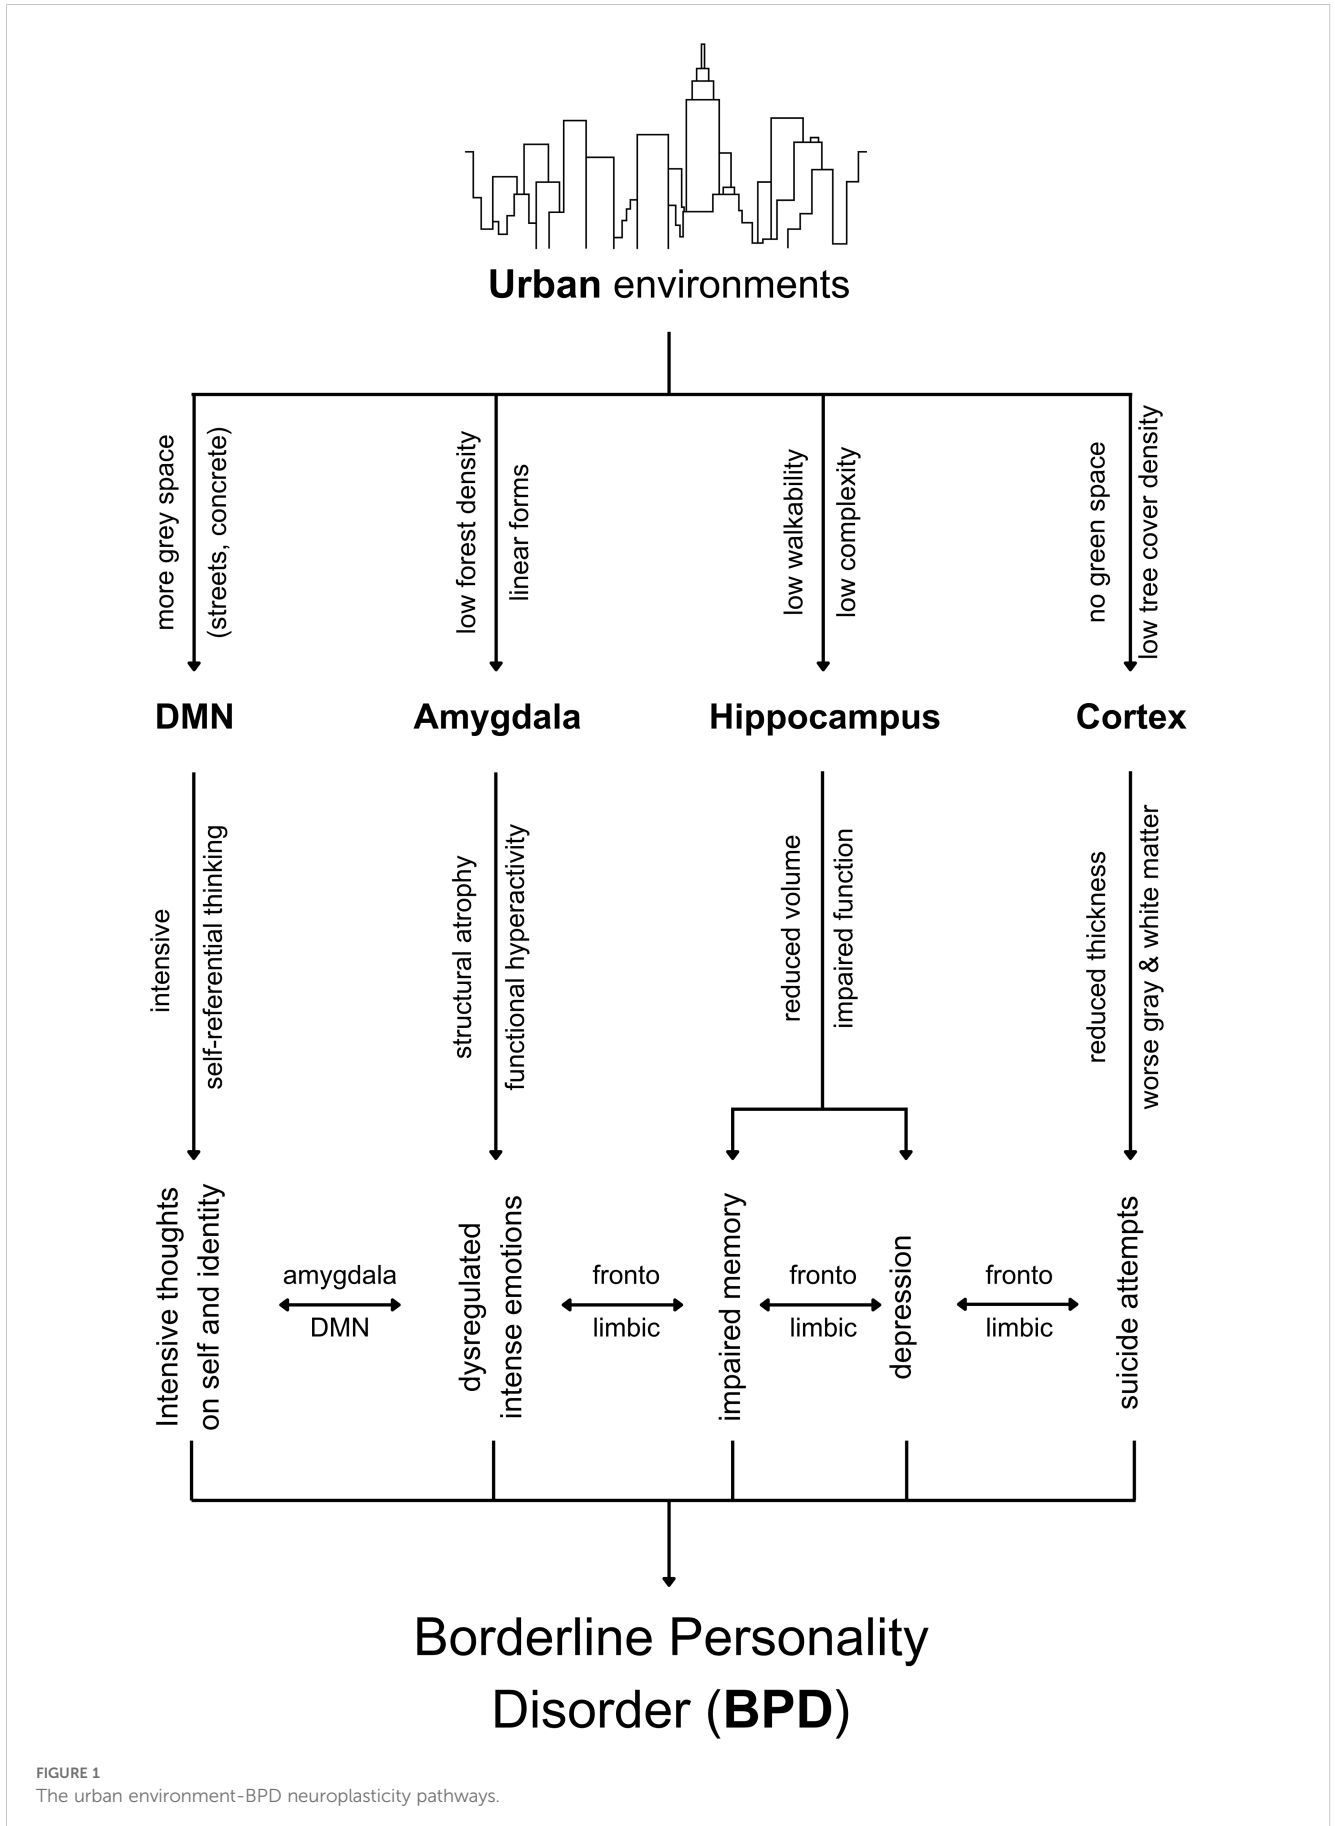 Urban environments
more grey space
(streets, concrete)
low forest density
linear forms
low walkability
low complexity
no green space
low tree cover density
DMN
Amygdala
Hippocampus
Cortex
intensive
self-referential thinking
structural atrophy
functional hyperactivity
reduced volume
impaired function
reduced thickness
worse gray & white matter
Intensive thoughts
on self and identity
amygdala
DMN
dysregulated
intense emotions
fronto
limbic
impaired memory
fronto
limbic
depression
fronto
limbic
suicide attempts
Borderline Personality
Disorder (BPD)
FIGURE 1
The urban environment-BPD neuroplasticity pathways.